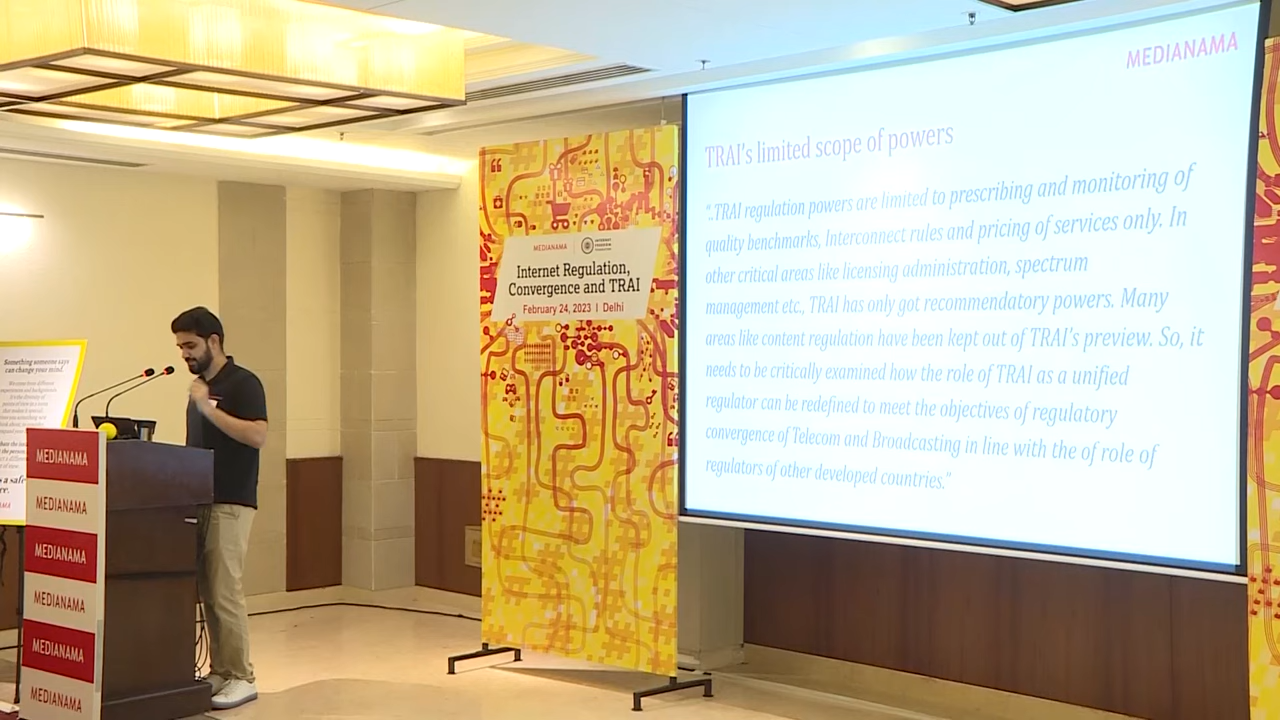 MEDIANAMA
TRAI's limited scope of powers
"..TRAI regulation powers are limited to prescribing and monitoring of
quality benchmarks, Interconnect rules and pricing of services only. In
other critical areas like licensing administration, spectrum
management etc., TRAI has only got recommendatory powers. Many
areas like content regulation have been kept out of TRAI's preview. So, it
needs to be critically examined how the role of TRAI as a unified
regulator can be redefined to meet the objectives of regulatory
convergence of Telecom and Broadcasting in line with the of role of
regulators of other developed countries."
MEDIANAMA
INTERNET
FREEDOM
FOUNDATION
Internet Regulation,
Convergence and TRAI
February 24, 2023 | Delhi
Something someone says
can change your mind.
MEDIANAMA
MEDIANAMA
MEDIANAMA
MEDIANAMA
MEDIANAMA
MEDIANAMA